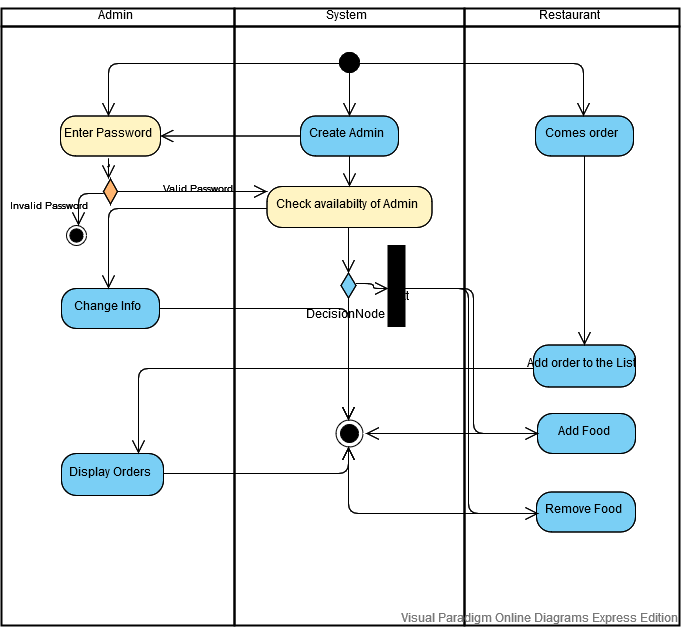 Admin
System
Restaurant
Enter Password
Create Admin
Comes order
Valid Password
Invalid Password
Check availabilty of Admin
Change Info
DecisionNode
Add order to the List
Add Food
Display Orders
Remove Food
Visual Paradigm Online Diagrams Express Edition